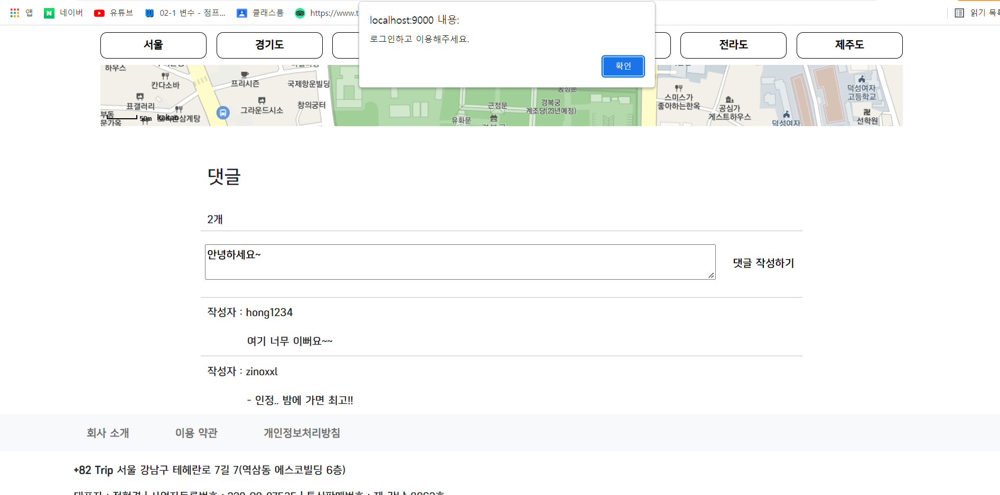 앱 네이버 유튜브 02-1 변수 - 점프... 클래스룸 https://www.t 읽기 목록
localhost:9000 내용:
로그인하고 이용해주세요.
확인
서울 경기도 전라도 제주도
하우스
칸다소바
프리시즌
국제항운빌딩
표갤러리
그라운드시소
창의궁터
50m
kakao
근정문
유화문
경복궁
계조당(23년예정)
스미스가
좋아하는한옥
공심가
게스트하우스
덕성여자
고등학교
덕성여자
선학원
댓글
2개
안녕하세요~
댓글 작성하기
작성자 : hong1234
여기 너무 이뻐요~~
작성자 : zinoxxl
- 인정.. 밤에 가면 최고!!
회사 소개 이용 약관 개인정보처리방침
+82 Trip 서울 강남구 테헤란로 7길 7(역삼동 에스코빌딩 6층)